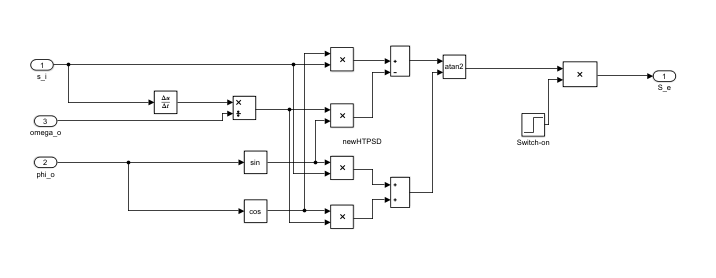 1
s_i
×
+
−
atan2
×
1
S_e
Δu
Δt
×
÷
3
omega_o
×
Switch-on
newHTPSD
2
phi_o
sin
×
+
+
cos
×